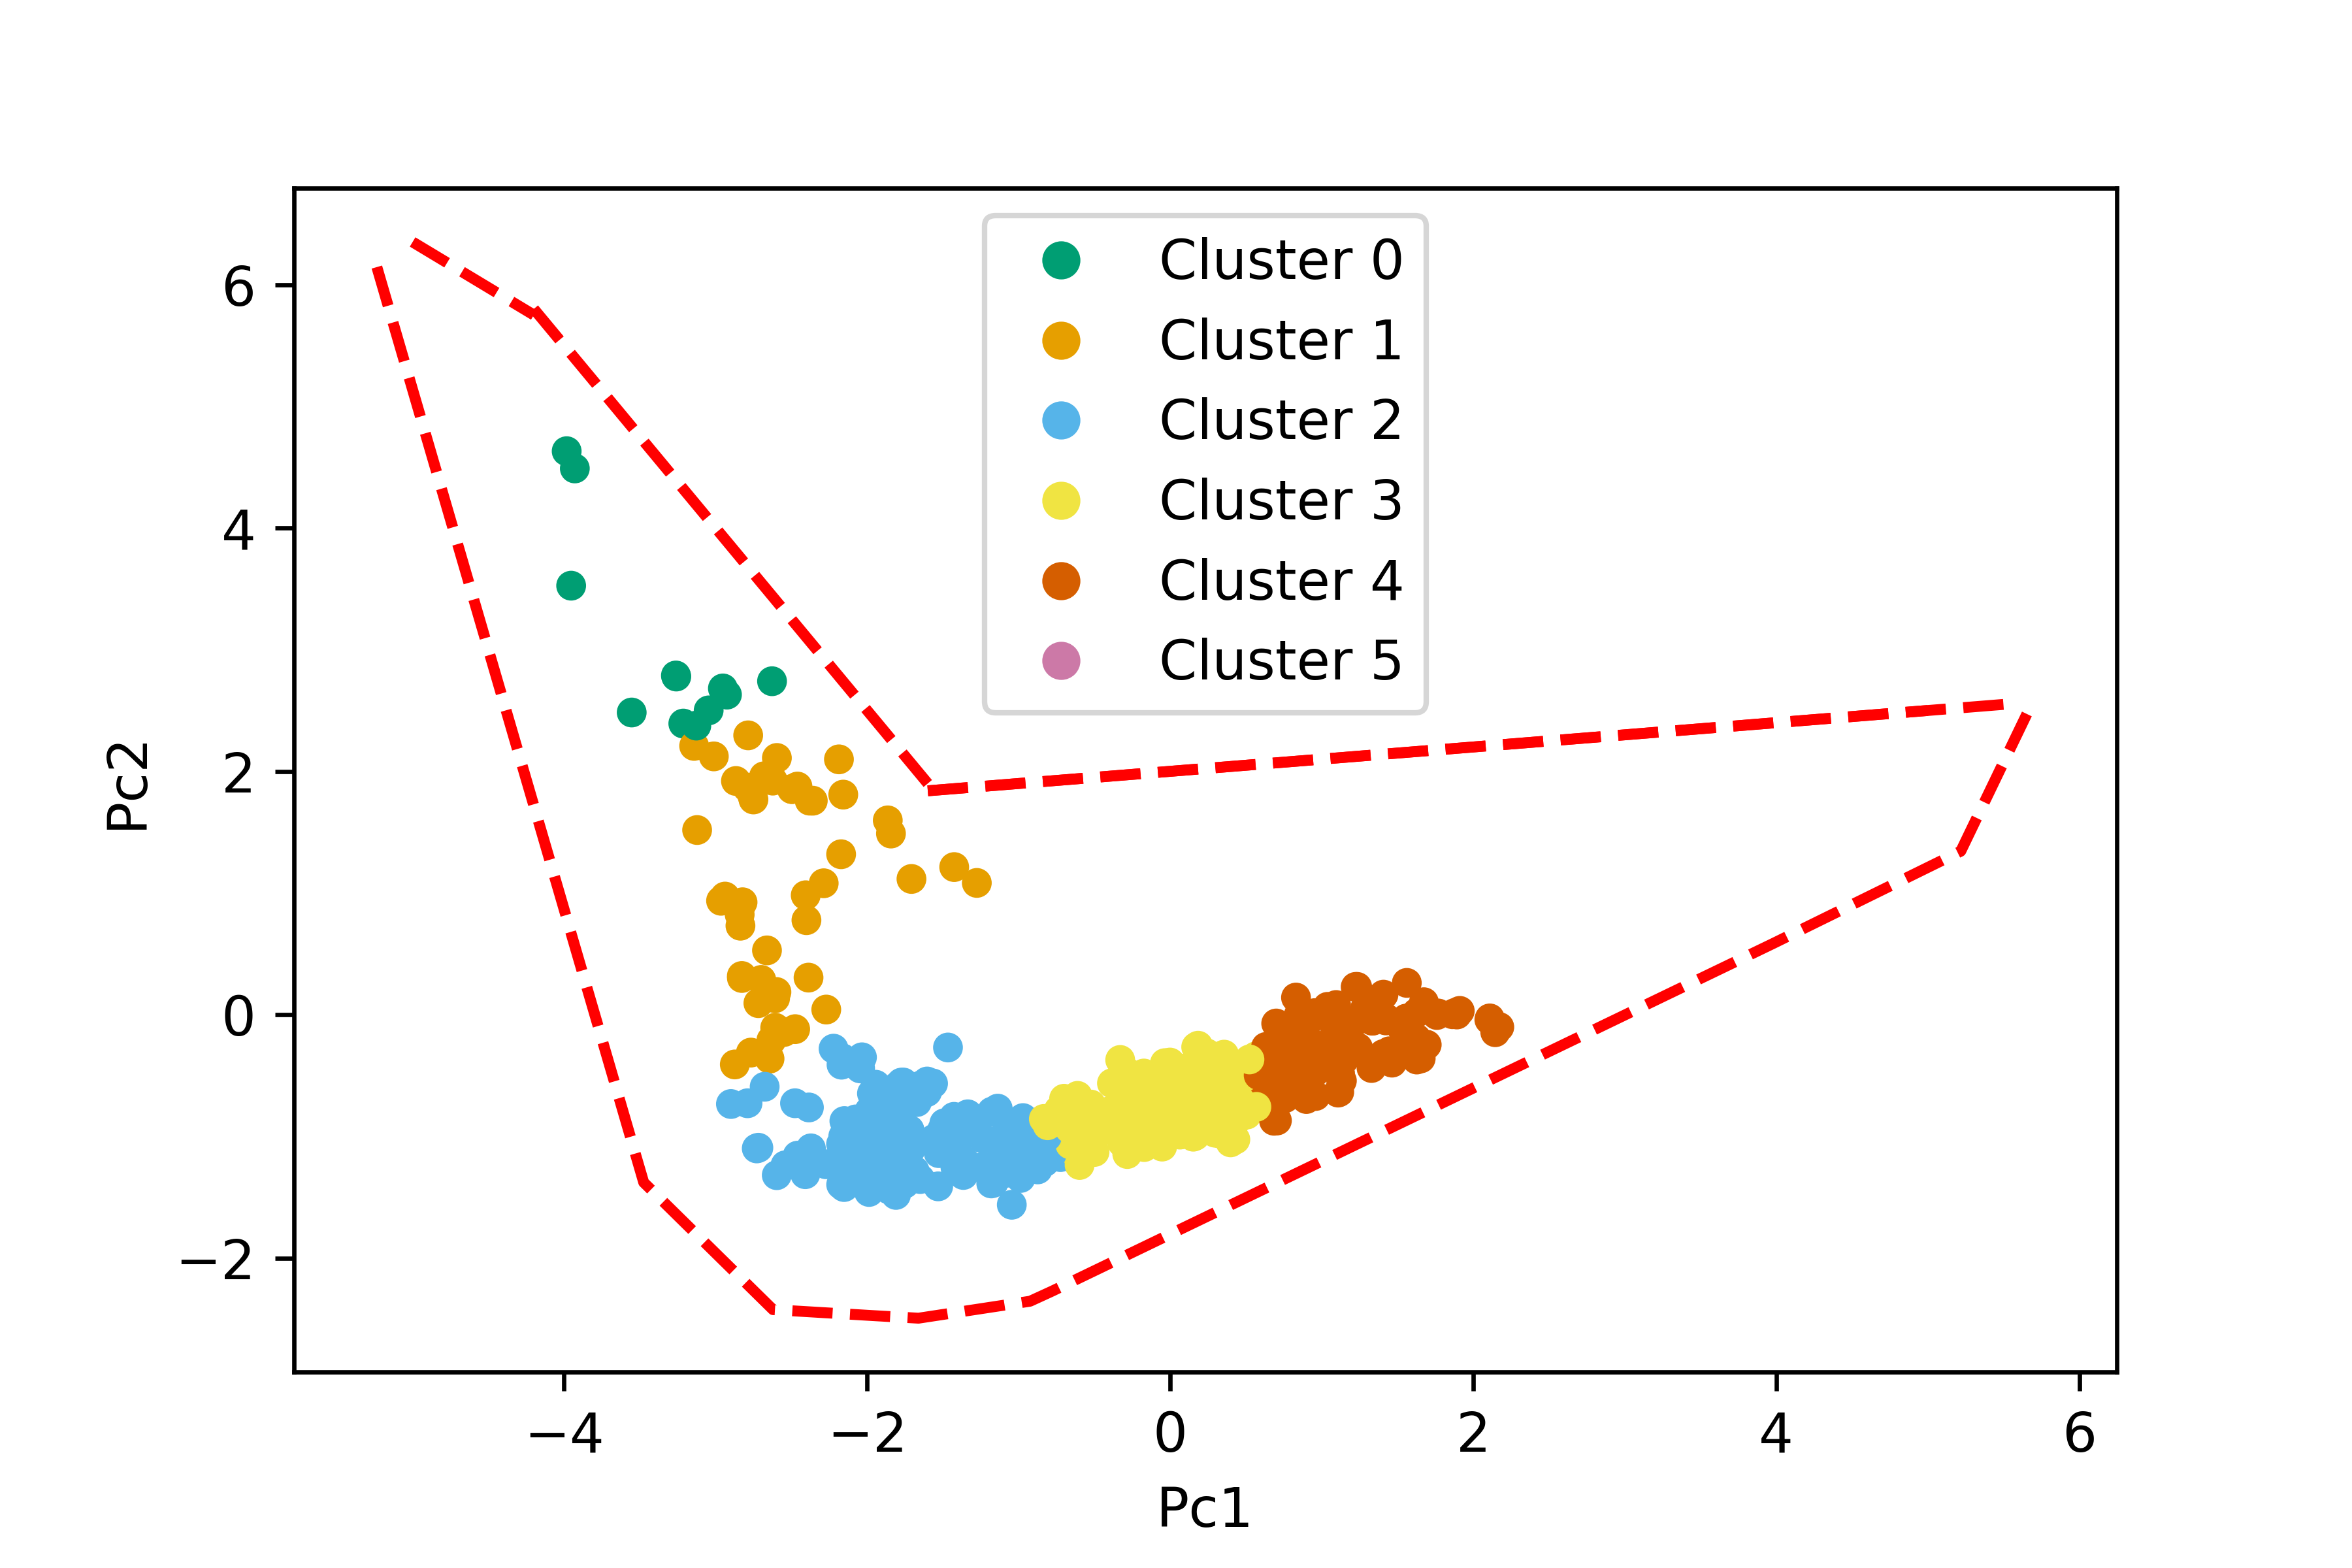 Cluster 0
Cluster 1
Cluster 2
Cluster 3
Cluster 4
Cluster 5
6
4
2
0
−2
Pc2
−4 −2 0 2 4 6
Pc1